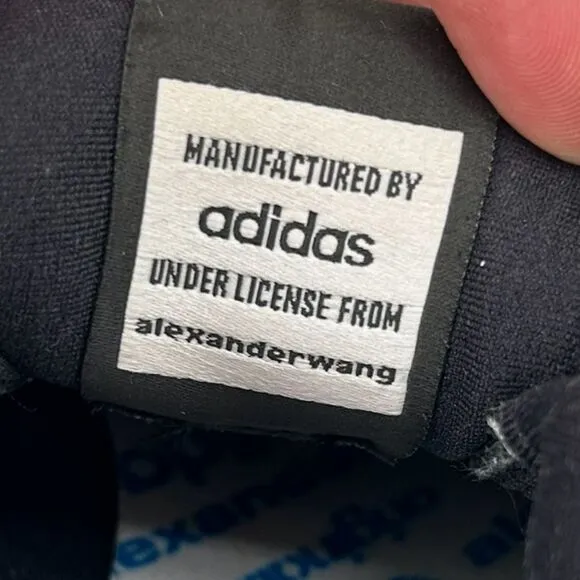 MANUFACTURED BY
adidas
UNDER LICENSE FROM
alexanderwang